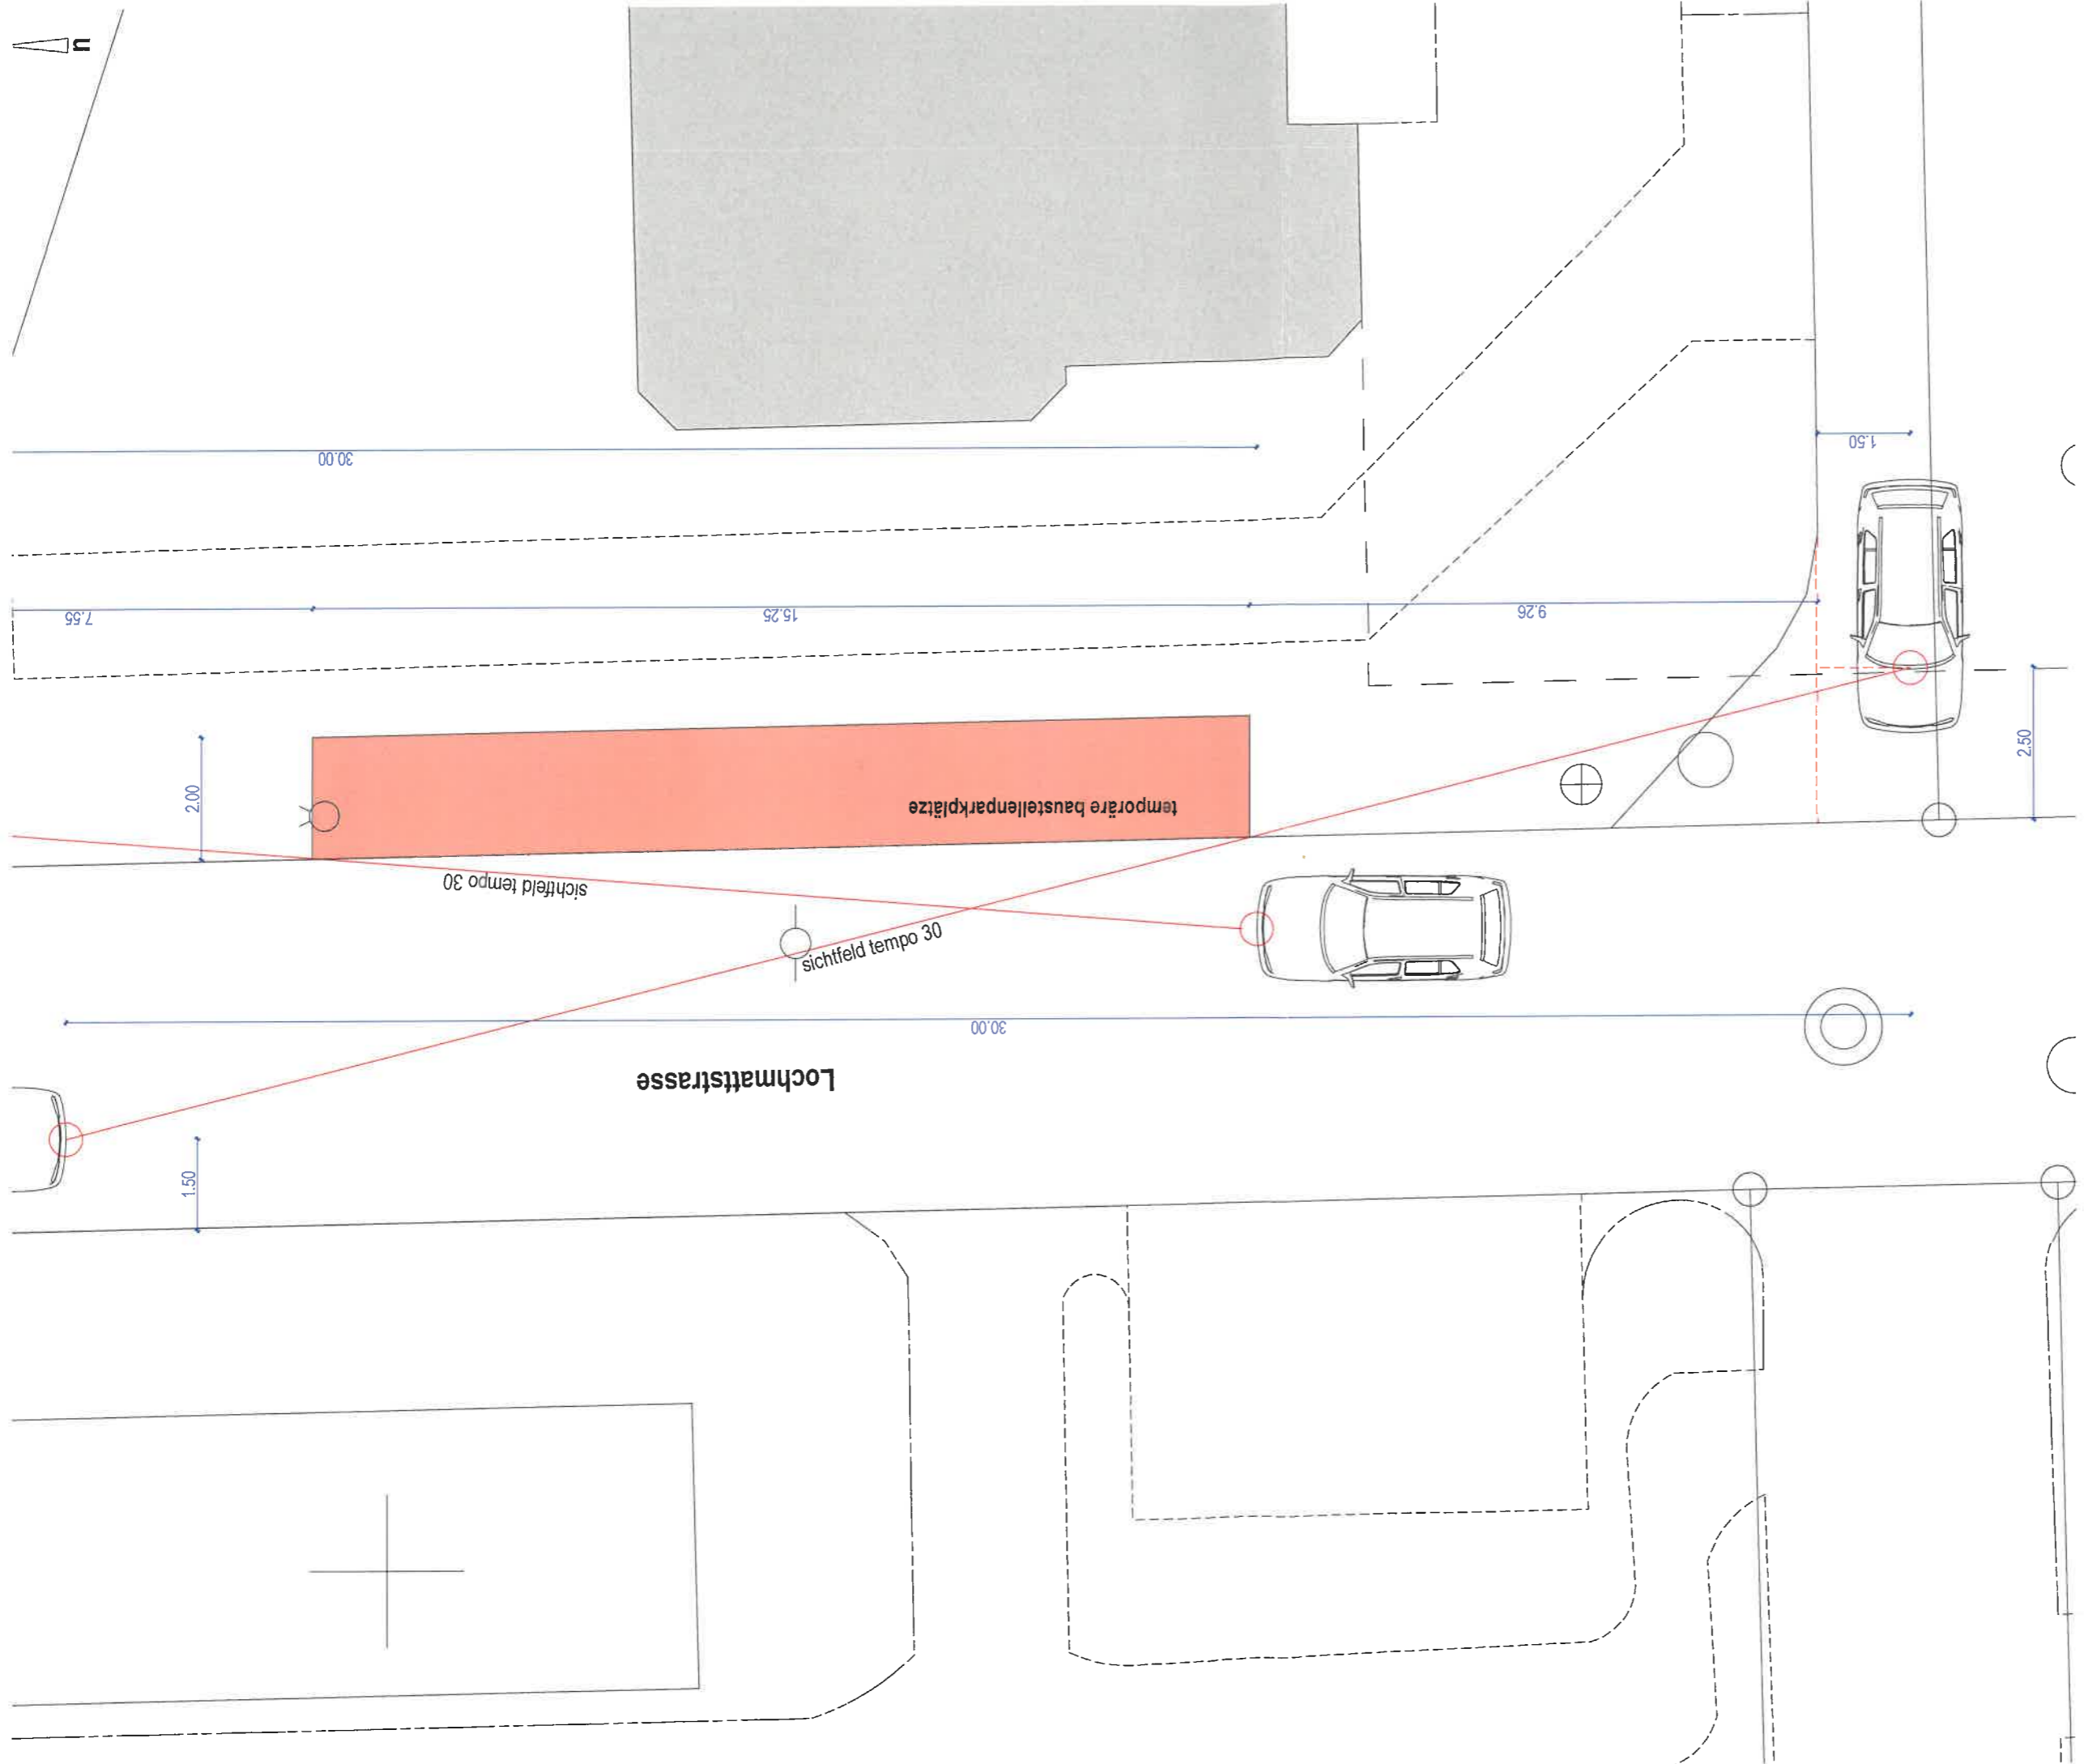 n
30.00
1.50
7.55
15.25
9.26
2.50
2.00
temporäre baustellenparkplätze
sichtfeld tempo 30
sichtfeld tempo 30
30.00
Lochmattstrasse
1.50